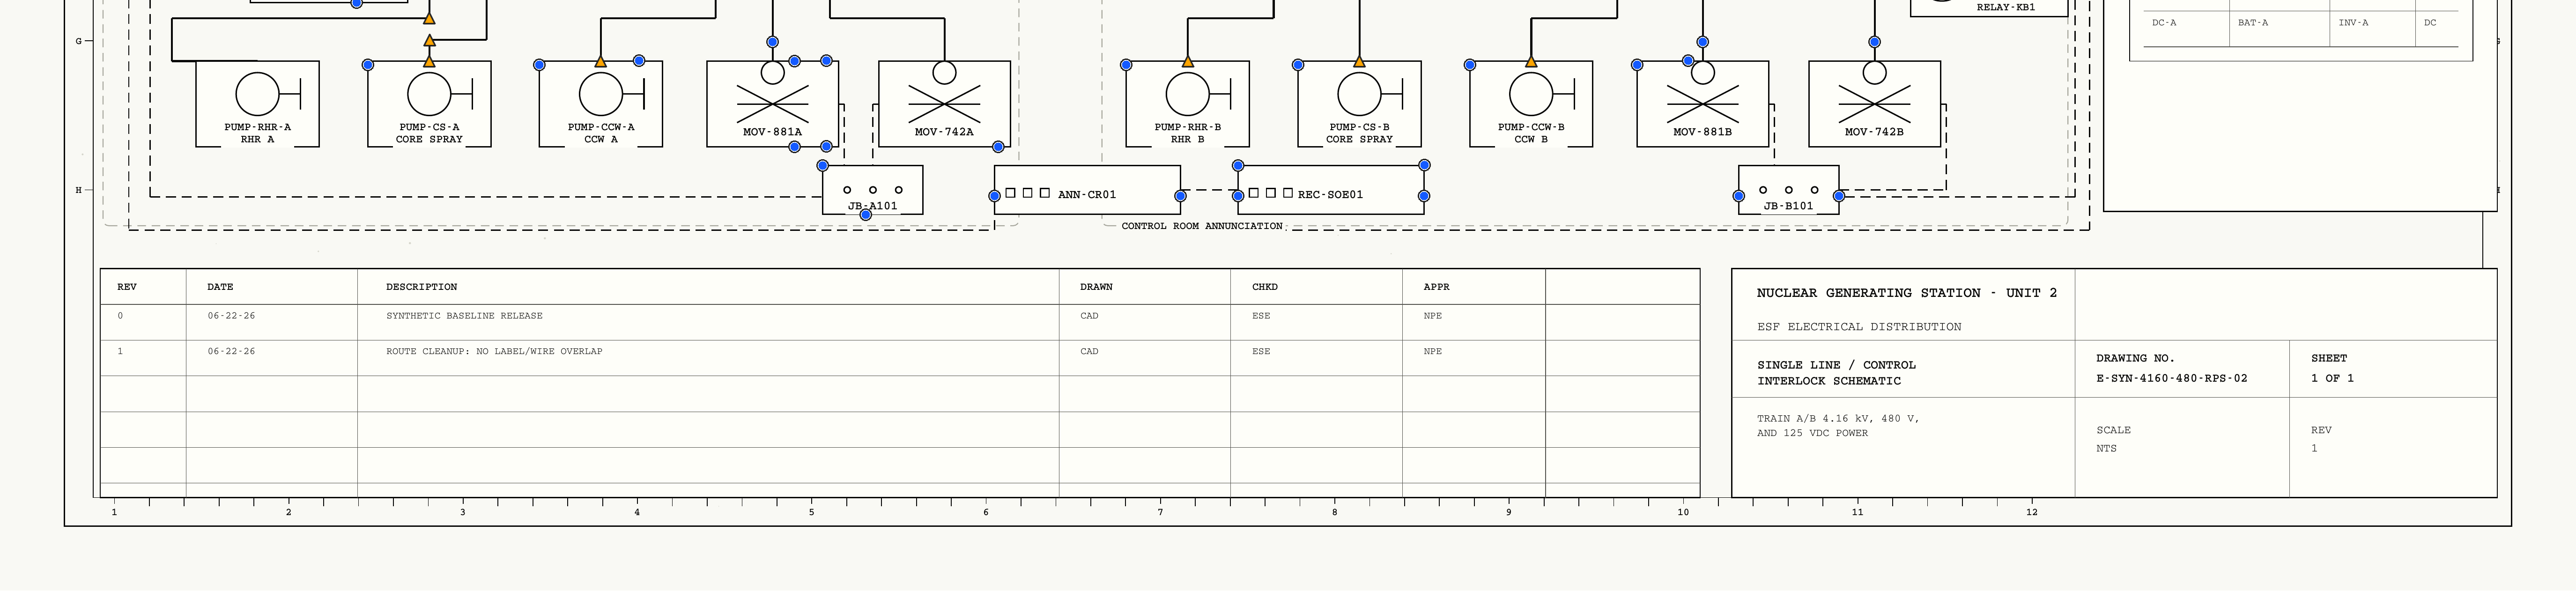 RELAY-KB1
DC-A BAT-A INV-A DC
G
PUMP-RHR-A
RHR A
PUMP-CS-A
CORE SPRAY
PUMP-CCW-A
CCW A
MOV-881A
MOV-742A
PUMP-RHR-B
RHR B
PUMP-CS-B
CORE SPRAY
PUMP-CCW-B
CCW B
MOV-881B
MOV-742B
H
JB-A101
ANN-CR01
REC-SOE01
JB-B101
CONTROL ROOM ANNUNCIATION
REV DATE DESCRIPTION DRAWN CHKD APPR
0 06-22-26 SYNTHETIC BASELINE RELEASE CAD ESE NPE
1 06-22-26 ROUTE CLEANUP: NO LABEL/WIRE OVERLAP CAD ESE NPE
NUCLEAR GENERATING STATION - UNIT 2
ESF ELECTRICAL DISTRIBUTION
SINGLE LINE / CONTROL
INTERLOCK SCHEMATIC
DRAWING NO.
E-SYN-4160-480-RPS-02
SHEET
1 OF 1
TRAIN A/B 4.16 kV, 480 V,
AND 125 VDC POWER
SCALE
NTS
REV
1
1 2 3 4 5 6 7 8 9 10 11 12